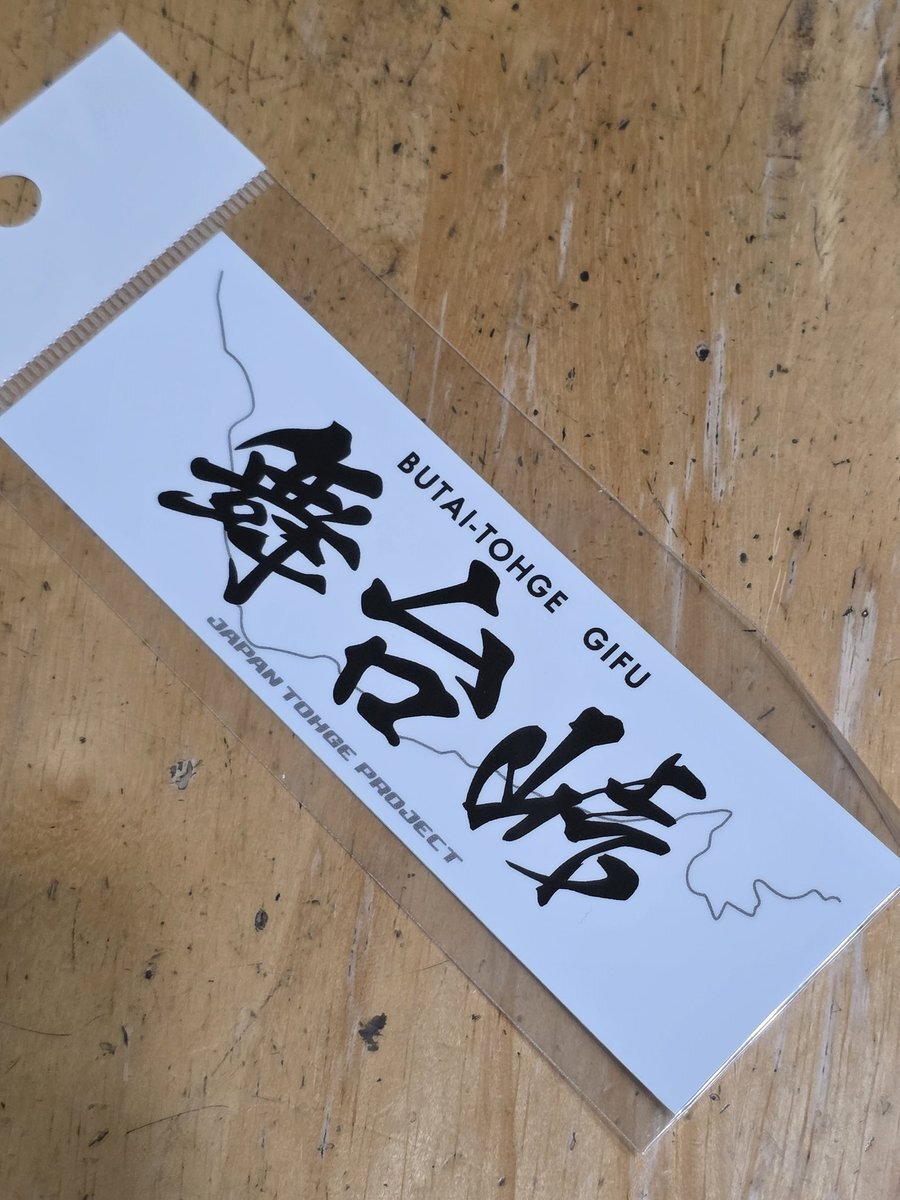 BUTAI-TOHGE GIFU
舞台峠
JAPAN TOHGE PROJECT